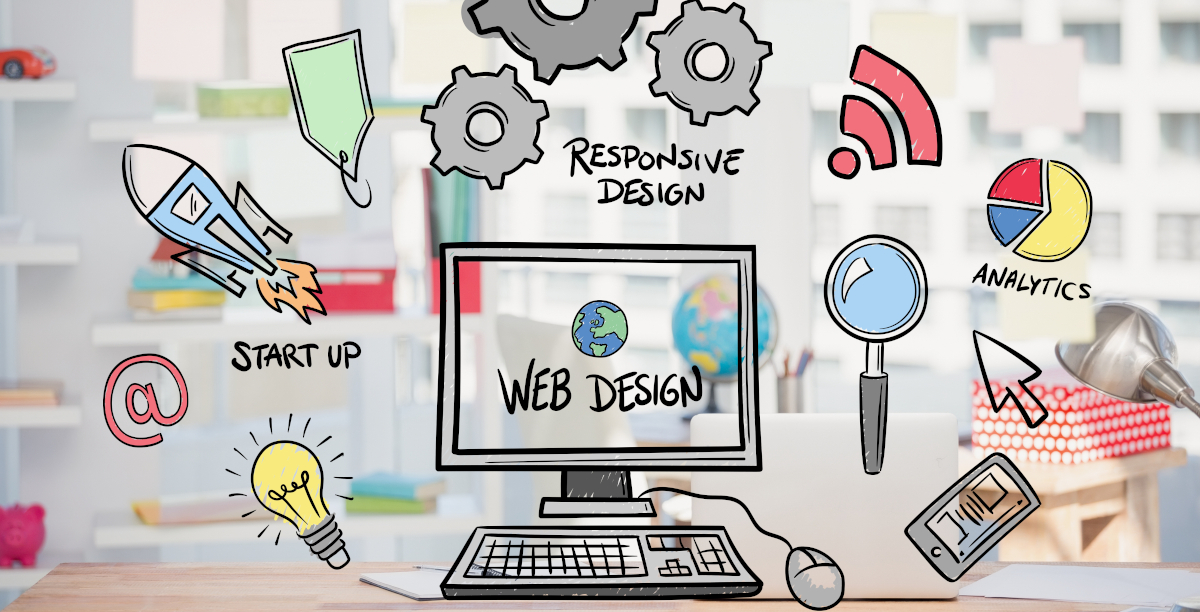 RESPONSIVE
DESIGN
ANALYTICS
START UP
@
WEB DESIGN